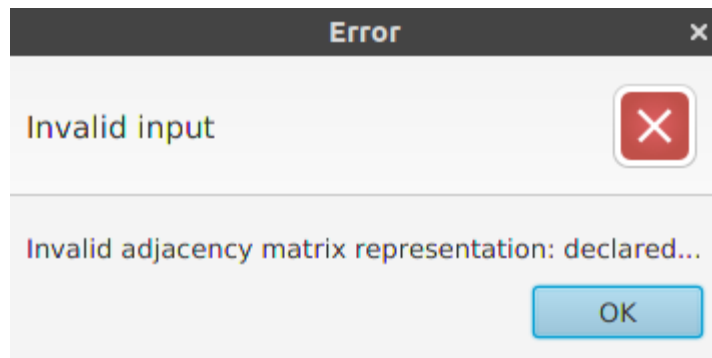 Error
Invalid input
Invalid adjacency matrix representation: declared...
OK